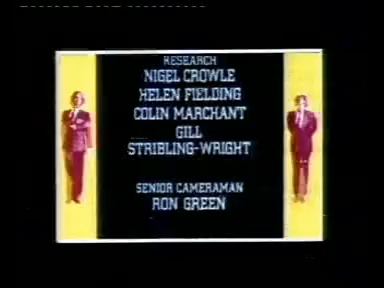 RESEARCH
NIGEL CROWLE
HELEN FIELDING
COLIN MARCHANT
GILL
STRIBLING-WRIGHT
SENIOR CAMERAMAN
RON GREEN